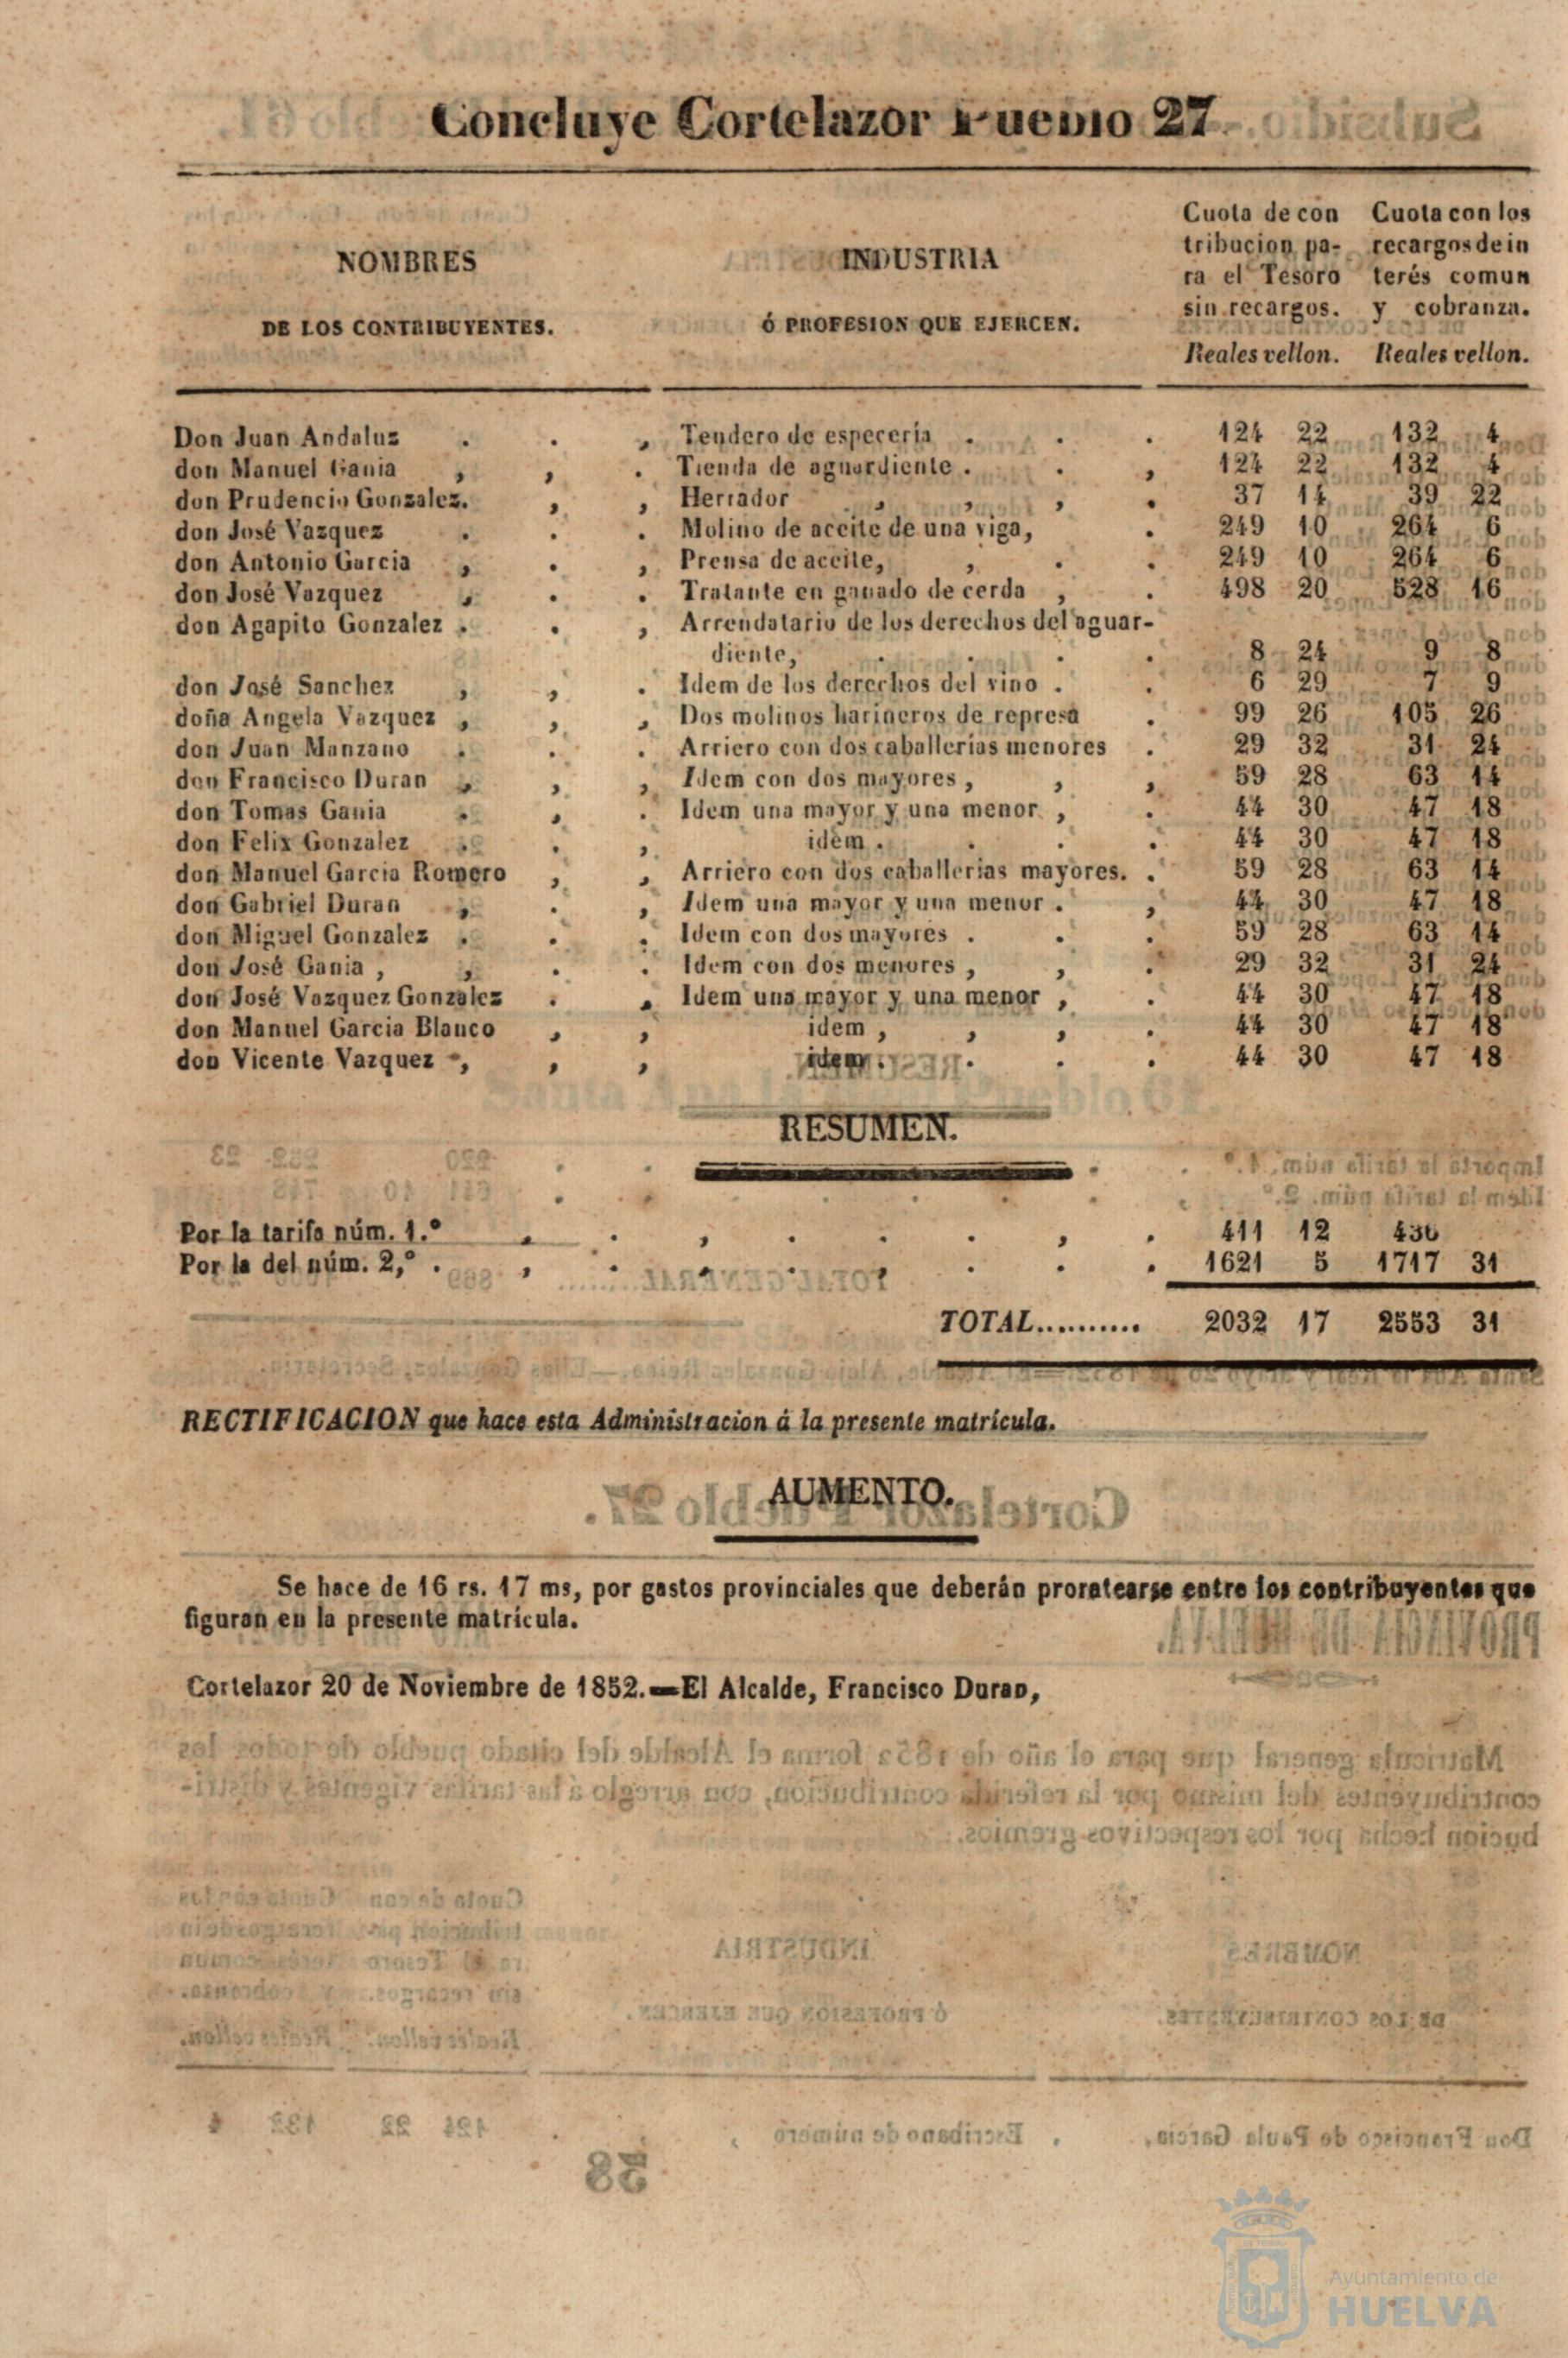 Concluye Cortelazor Pueblo 27.
NOMBRES
DE LOS CONTRIBUYENTES.
INDUSTRIA
ó PROFESION QUE EJERCEN.
Cuota de con
tribucion pa-
ra el Tesoro
sin recargos.
Reales vellon.
Cuota con los
recargos de in
terés comun
y cobranza.
Reales vellon.
Don Juan Andaluz . . , Tendero de especería . . . 124 22 132 4
don Manuel Gania , , . Tienda de aguardiente . . , 124 22 132 4
don Prudencio Gonzalez. , , Herrador , , , . 37 14 39 22
don José Vazquez . . . Molino de aceite de una viga, . 249 10 264 6
don Antonio Garcia , . , Prensa de aceite, , . . 249 10 264 6
don José Vazquez , . . Tratante en ganado de cerda , . 498 20 528 16
don Agapito Gonzalez . . , Arrendatario de los derechos del aguar-
diente, . . . . 8 24 9 8
don José Sanchez , , . Idem de los derechos del vino . . 6 29 7 9
doña Angela Vazquez , , , Dos molinos harineros de represa . 99 26 105 26
don Juan Manzano . . . Arriero con dos caballerías menores . 29 32 31 24
don Francisco Duran , , , Idem con dos mayores , , , 59 28 63 14
don Tomas Gania . , . Idem una mayor y una menor , . 44 30 47 18
don Felix Gonzalez . . , idem . . . . 44 30 47 18
don Manuel Garcia Romero , , Arriero con dos caballerias mayores. . 59 28 63 14
don Gabriel Duran , . , Idem una mayor y una menor . , 44 30 47 18
don Miguel Gonzalez . . . Idem con dos mayores . . . 59 28 63 14
don José Gania , , . . Idem con dos menores , , . 29 32 31 24
don José Vazquez Gonzalez . , Idem una mayor y una menor , . 44 30 47 18
don Manuel Garcia Blanco , , idem , , , . 44 30 47 18
don Vicente Vazquez , , , idem . . . . 44 30 47 18
RESUMEN.
Por la tarifa núm. 1.° , . , . . . , . 411 12 436
Por la del núm. 2,° . , . , . , . . . 1621 5 1717 31
TOTAL.......... 2032 17 2553 31
RECTIFICACION que hace esta Administracion á la presente matrícula.
AUMENTO.
Se hace de 16 rs. 17 ms, por gastos provinciales que deberán proratearse entre los contribuyentes que
figuran en la presente matrícula.
Cortelazor 20 de Noviembre de 1852.—El Alcalde, Francisco Duran,
Ayuntamiento de
HUELVA